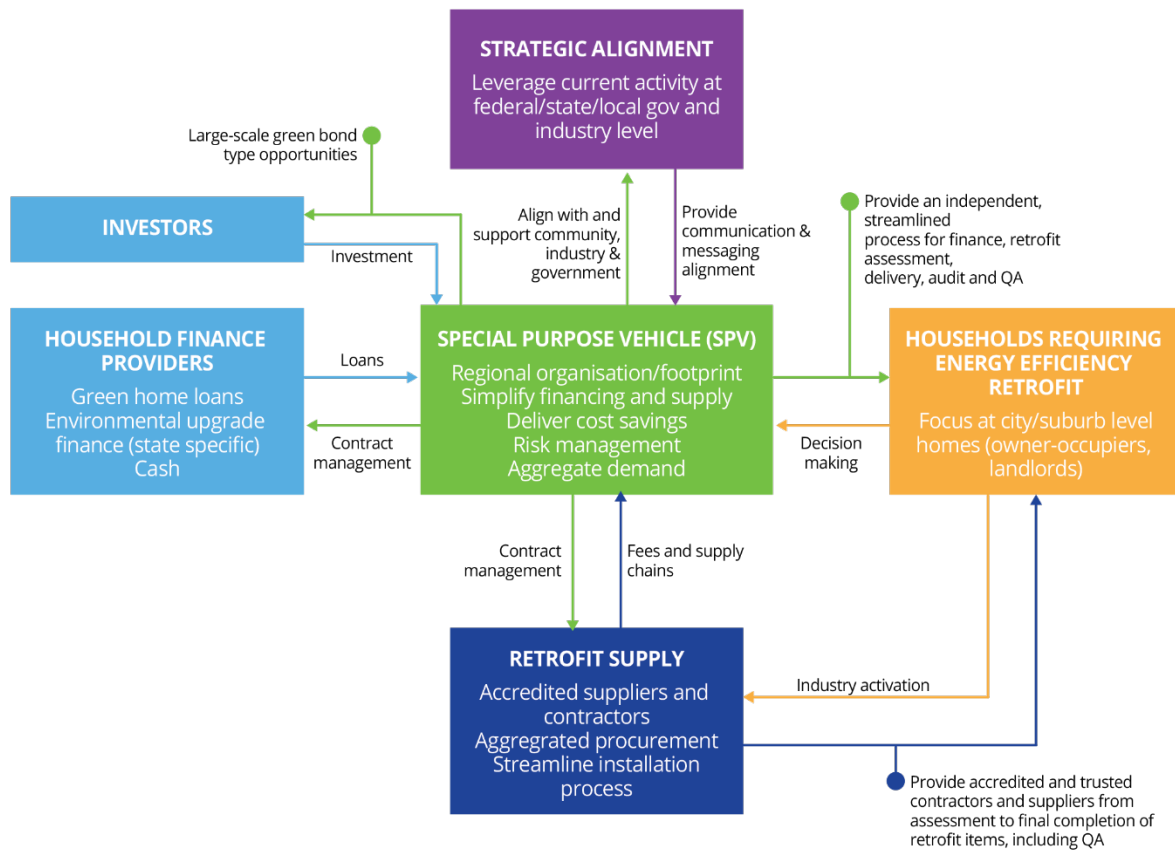 STRATEGIC ALIGNMENT
Leverage current activity at
federal/state/local gov and
industry level
Large-scale green bond
type opportunities
INVESTORS
Investment
Align with and
support community,
industry &
government
Provide
communication &
messaging
alignment
Provide an independent,
streamlined
process for finance, retrofit
assessment,
delivery, audit and QA
HOUSEHOLD FINANCE
PROVIDERS
Green home loans
Environmental upgrade
finance (state specific)
Cash
Loans
Contract
management
SPECIAL PURPOSE VEHICLE (SPV)
Regional organisation/footprint
Simplify financing and supply
Deliver cost savings
Risk management
Aggregate demand
Decision
making
HOUSEHOLDS REQUIRING
ENERGY EFFICIENCY
RETROFIT
Focus at city/suburb level
homes (owner-occupiers,
landlords)
Contract
management
Fees and supply
chains
RETROFIT SUPPLY
Accredited suppliers and
contractors
Aggregrated procurement
Streamline installation
process
Industry activation
Provide accredited and trusted
contractors and suppliers from
assessment to final completion of
retrofit items, including QA